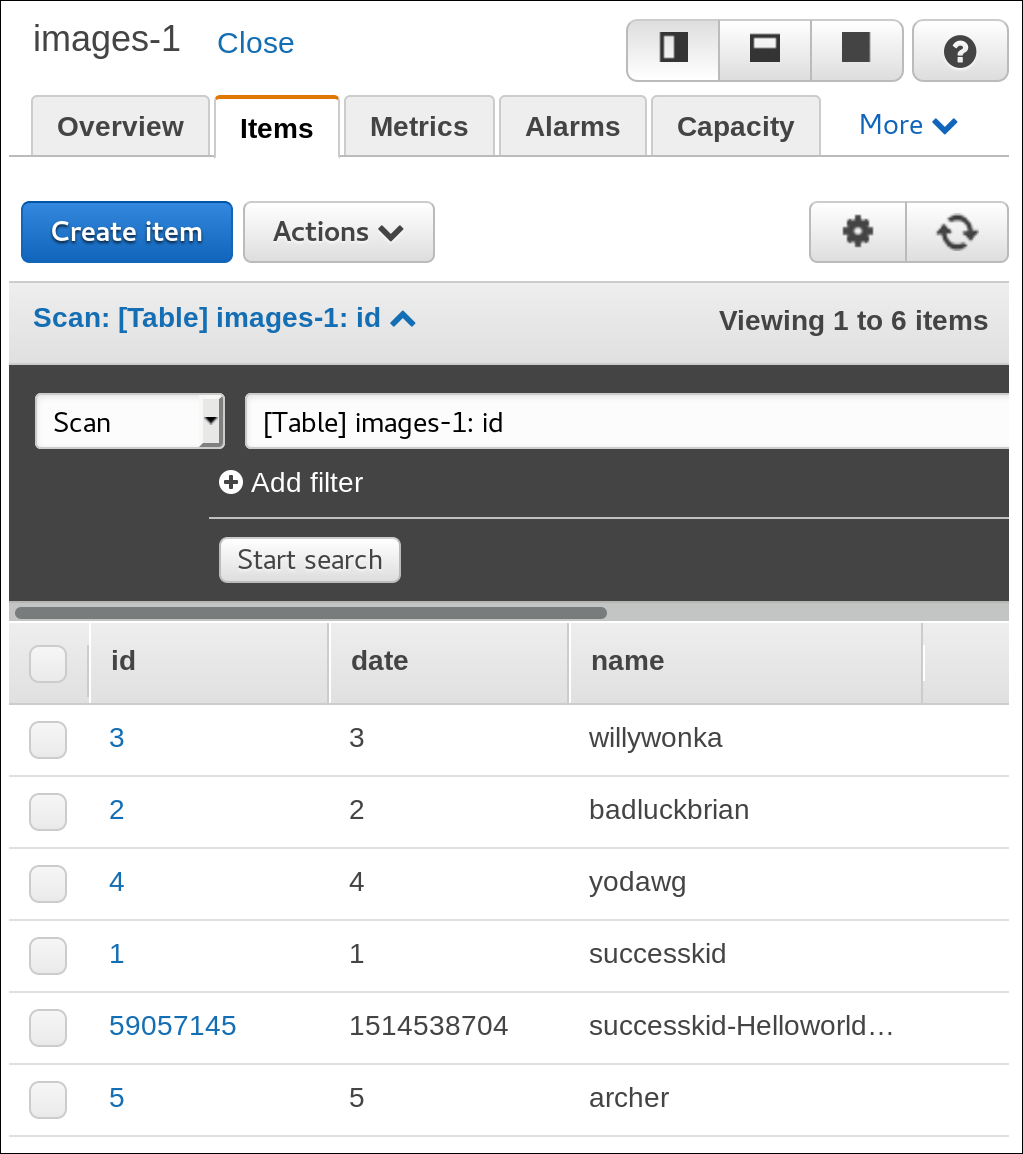 images-1 Close
Overview Items Metrics Alarms Capacity More
Create item Actions
Scan: [Table] images-1: id Viewing 1 to 6 items
Scan [Table] images-1: id
Add filter
Start search
id date name
3 3 willywonka
2 2 badluckbrian
4 4 yodawg
1 1 successkid
59057145 1514538704 successkid-Helloworld…
5 5 archer